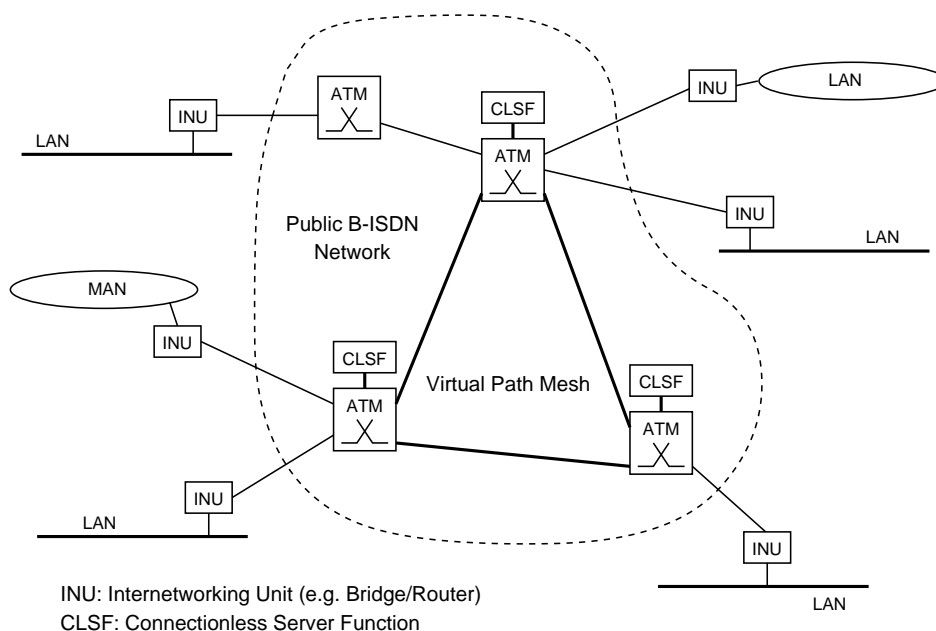 LAN
INU
ATM
CLSF
ATM
INU
LAN
INU
LAN
Public B-ISDN
Network
MAN
INU
CLSF
ATM
Virtual Path Mesh
CLSF
ATM
INU
LAN
INU
LAN
INU: Internetworking Unit (e.g. Bridge/Router)
CLSF: Connectionless Server Function